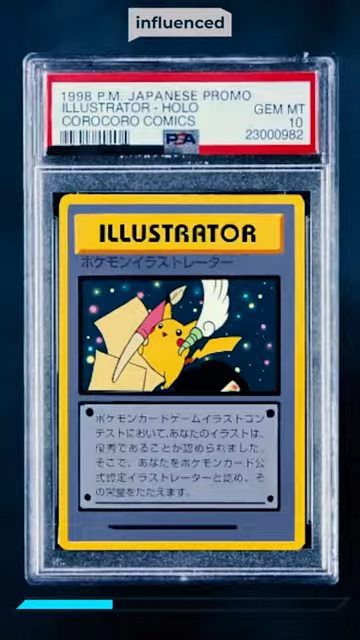 influenced
1998 P.M. JAPANESE PROMO
ILLUSTRATOR - HOLO
GEM MT
COROCORO COMICS
10
PSA
23000982
ILLUSTRATOR
ポケモンイラストレーター
ポケモンカードゲームイラストコン
テストにおいて、あなたのイラストは、
優秀であることが認められました。
そこで、あなたをポケモンカード公
式認定イラストレーターと認め、そ
の栄誉をたたえます。